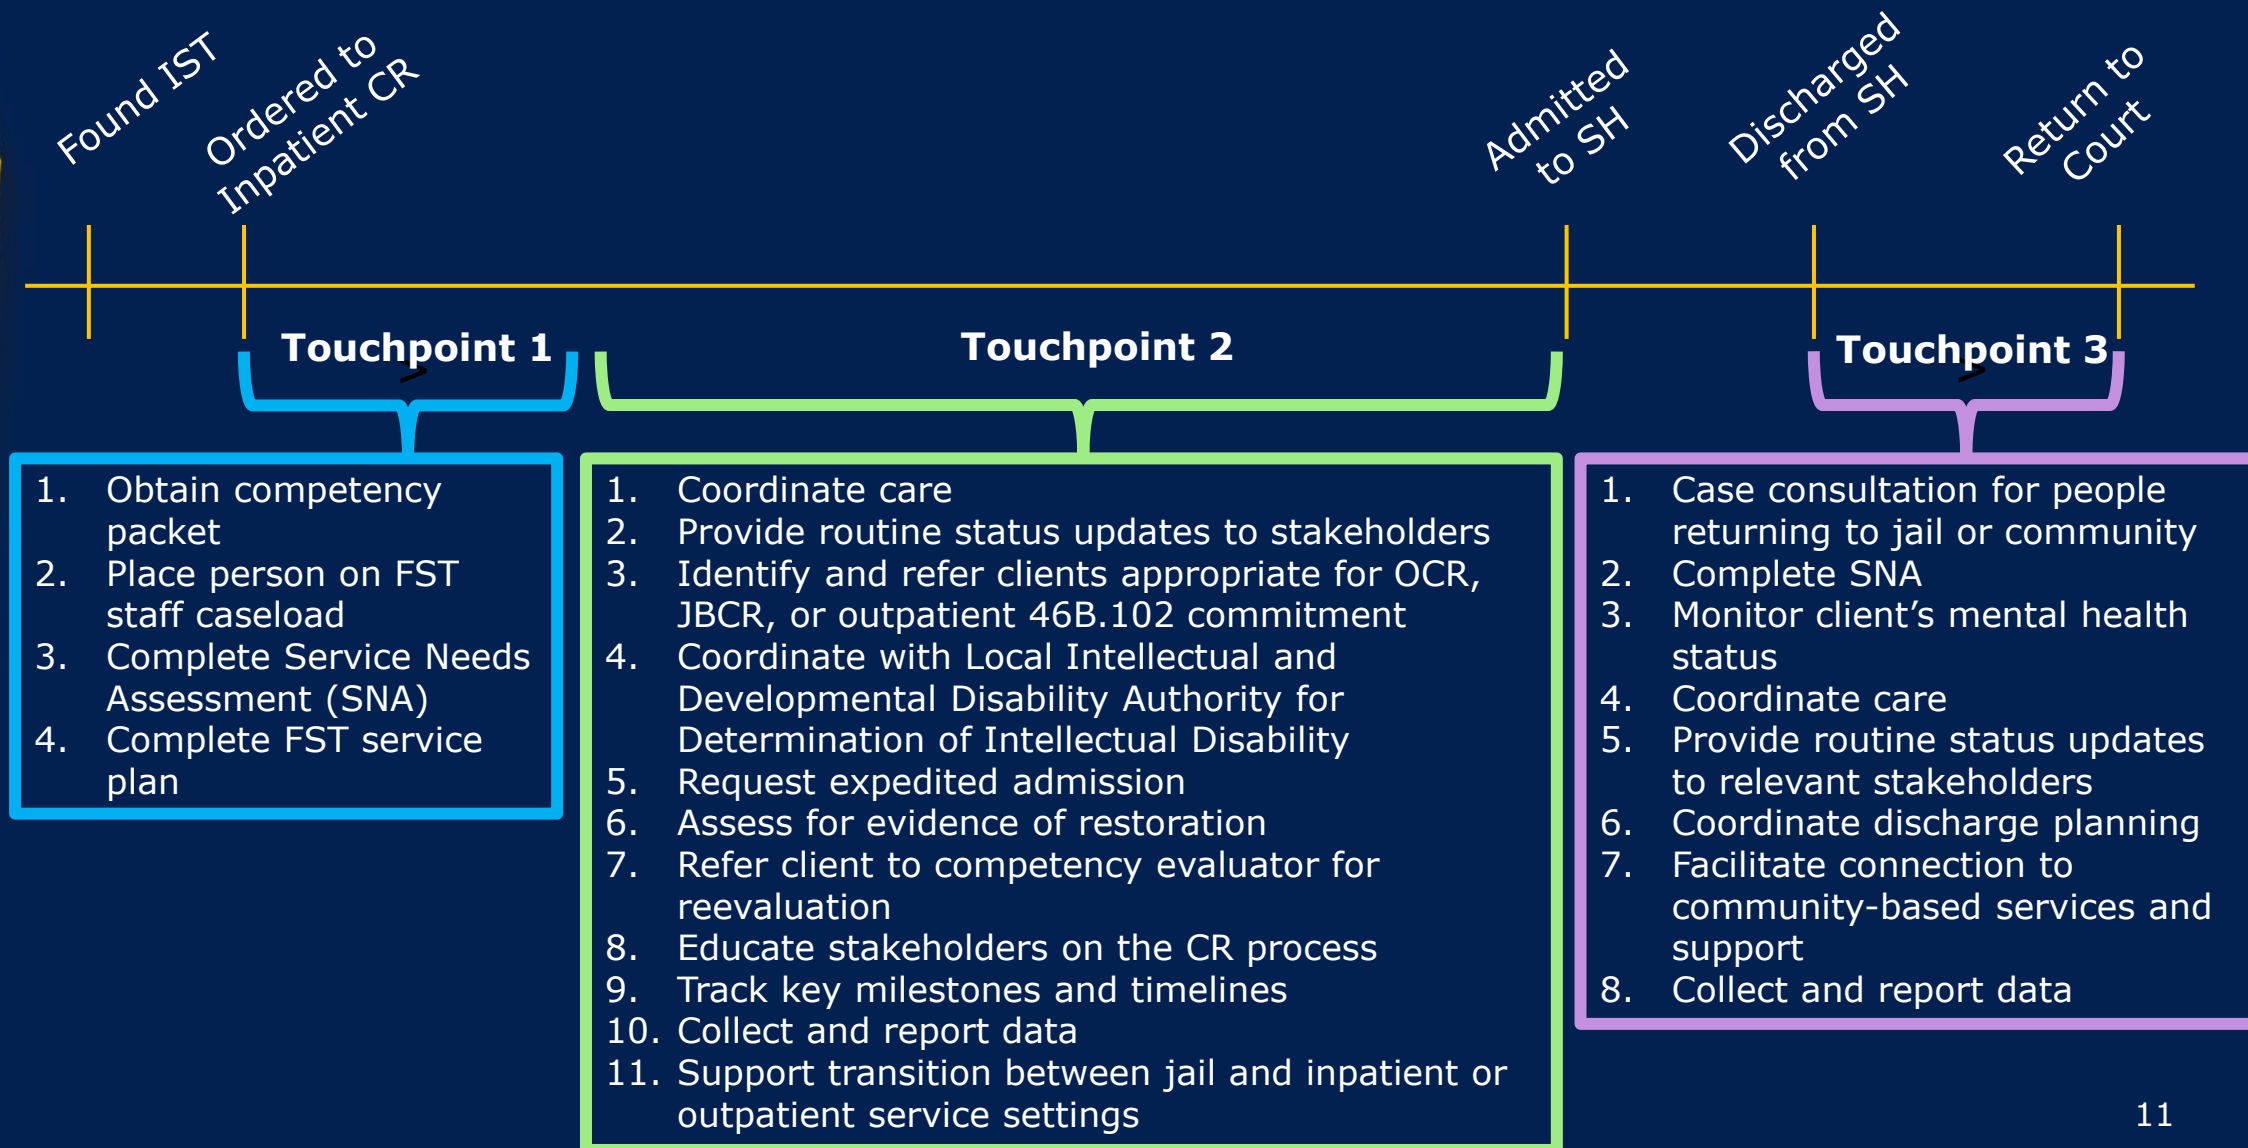 Found IST
Ordered to
Inpatient CR
Admitted
to SH
Discharged
from SH
Return to
Court
Touchpoint 1
Touchpoint 2
Touchpoint 3
1. Obtain competency
packet
2. Place person on FST
staff caseload
3. Complete Service Needs
Assessment (SNA)
4. Complete FST service
plan
1. Coordinate care
2. Provide routine status updates to stakeholders
3. Identify and refer clients appropriate for OCR,
JBCR, or outpatient 46B.102 commitment
4. Coordinate with Local Intellectual and
Developmental Disability Authority for
Determination of Intellectual Disability
5. Request expedited admission
6. Assess for evidence of restoration
7. Refer client to competency evaluator for
reevaluation
8. Educate stakeholders on the CR process
9. Track key milestones and timelines
10. Collect and report data
11. Support transition between jail and inpatient or
outpatient service settings
1. Case consultation for people
returning to jail or community
2. Complete SNA
3. Monitor client’s mental health
status
4. Coordinate care
5. Provide routine status updates
to relevant stakeholders
6. Coordinate discharge planning
7. Facilitate connection to
community-based services and
support
8. Collect and report data
11